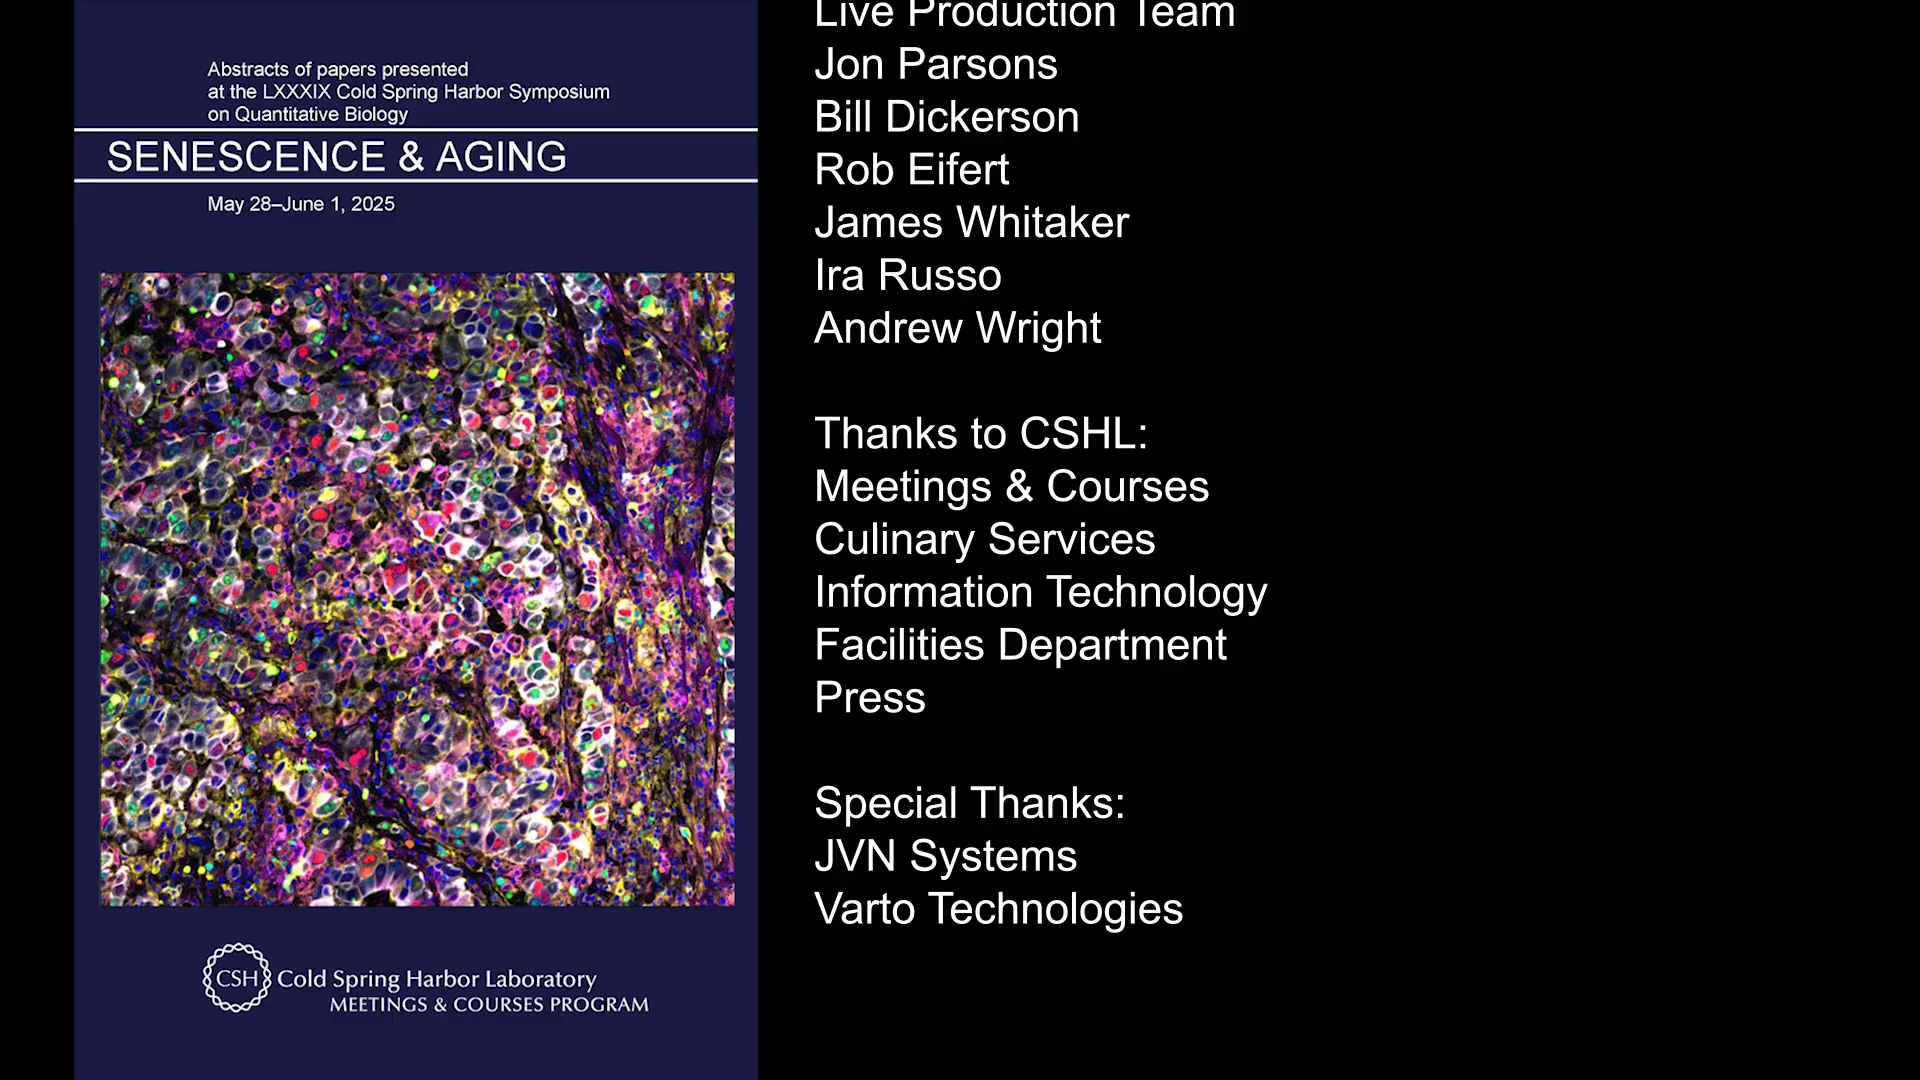 Abstracts of papers presented
at the LXXXIX Cold Spring Harbor Symposium
on Quantitative Biology
SENESCENCE & AGING
May 28–June 1, 2025
CSH Cold Spring Harbor Laboratory
MEETINGS & COURSES PROGRAM
Live Production Team
Jon Parsons
Bill Dickerson
Rob Eifert
James Whitaker
Ira Russo
Andrew Wright
Thanks to CSHL:
Meetings & Courses
Culinary Services
Information Technology
Facilities Department
Press
Special Thanks:
JVN Systems
Varto Technologies